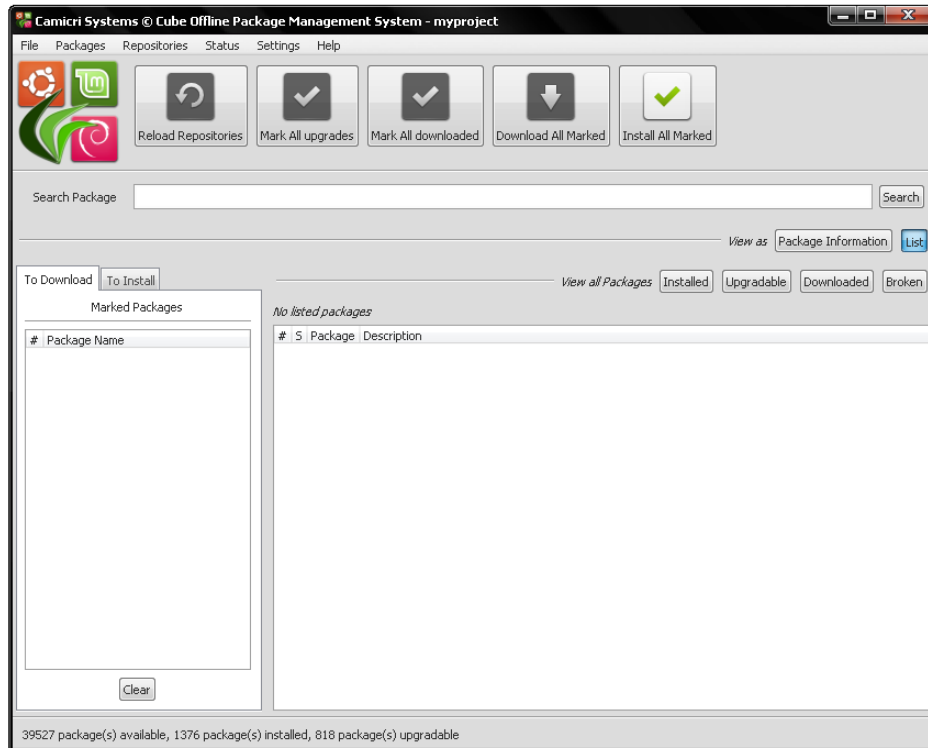 Camicri Systems © Cube Offline Package Management System - myproject
File Packages Repositories Status Settings Help
Reload Repositories Mark All upgrades Mark All downloaded Download All Marked Install All Marked
Search Package Search
View as Package Information List
To Download To Install
View all Packages Installed Upgradable Downloaded Broken
Marked Packages
No listed packages
# Package Name
# S Package Description
Clear
39527 package(s) available, 1376 package(s) installed, 818 package(s) upgradable